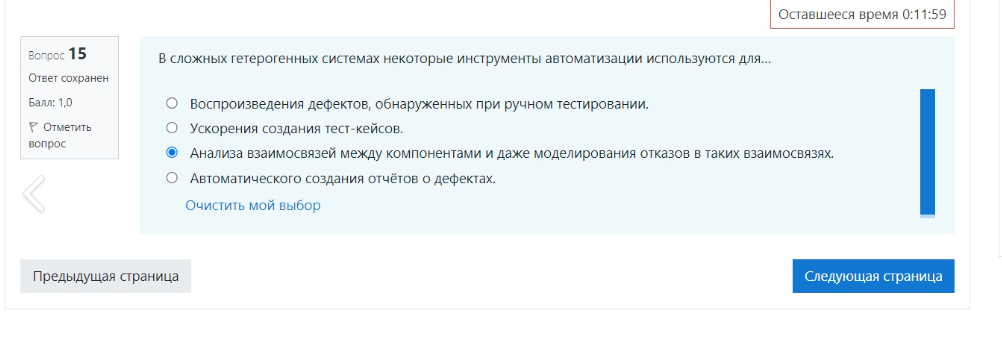 Оставшееся время 0:11:59
Вопрос 15
Ответ сохранен
Балл: 1,0
Отметить
вопрос
В сложных гетерогенных системах некоторые инструменты автоматизации используются для...
Воспроизведения дефектов, обнаруженных при ручном тестировании.
Ускорения создания тест-кейсов.
Анализа взаимосвязей между компонентами и даже моделирования отказов в таких взаимосвязях.
Автоматического создания отчётов о дефектах.
Очистить мой выбор
Предыдущая страница
Следующая страница